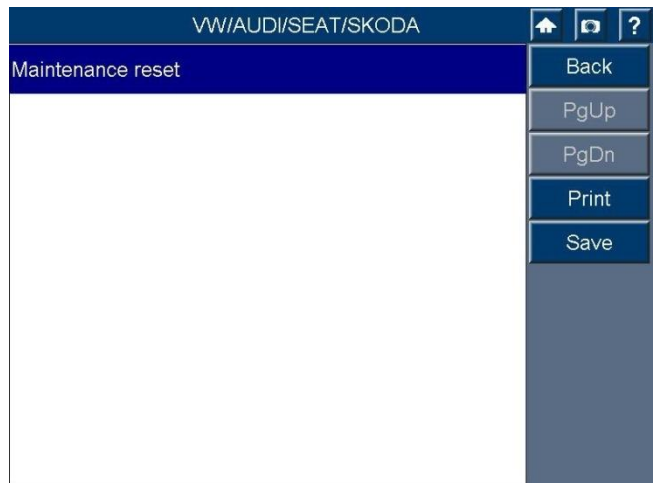 VW/AUDI/SEAT/SKODA
?
Maintenance reset
Back
PgUp
PgDn
Print
Save